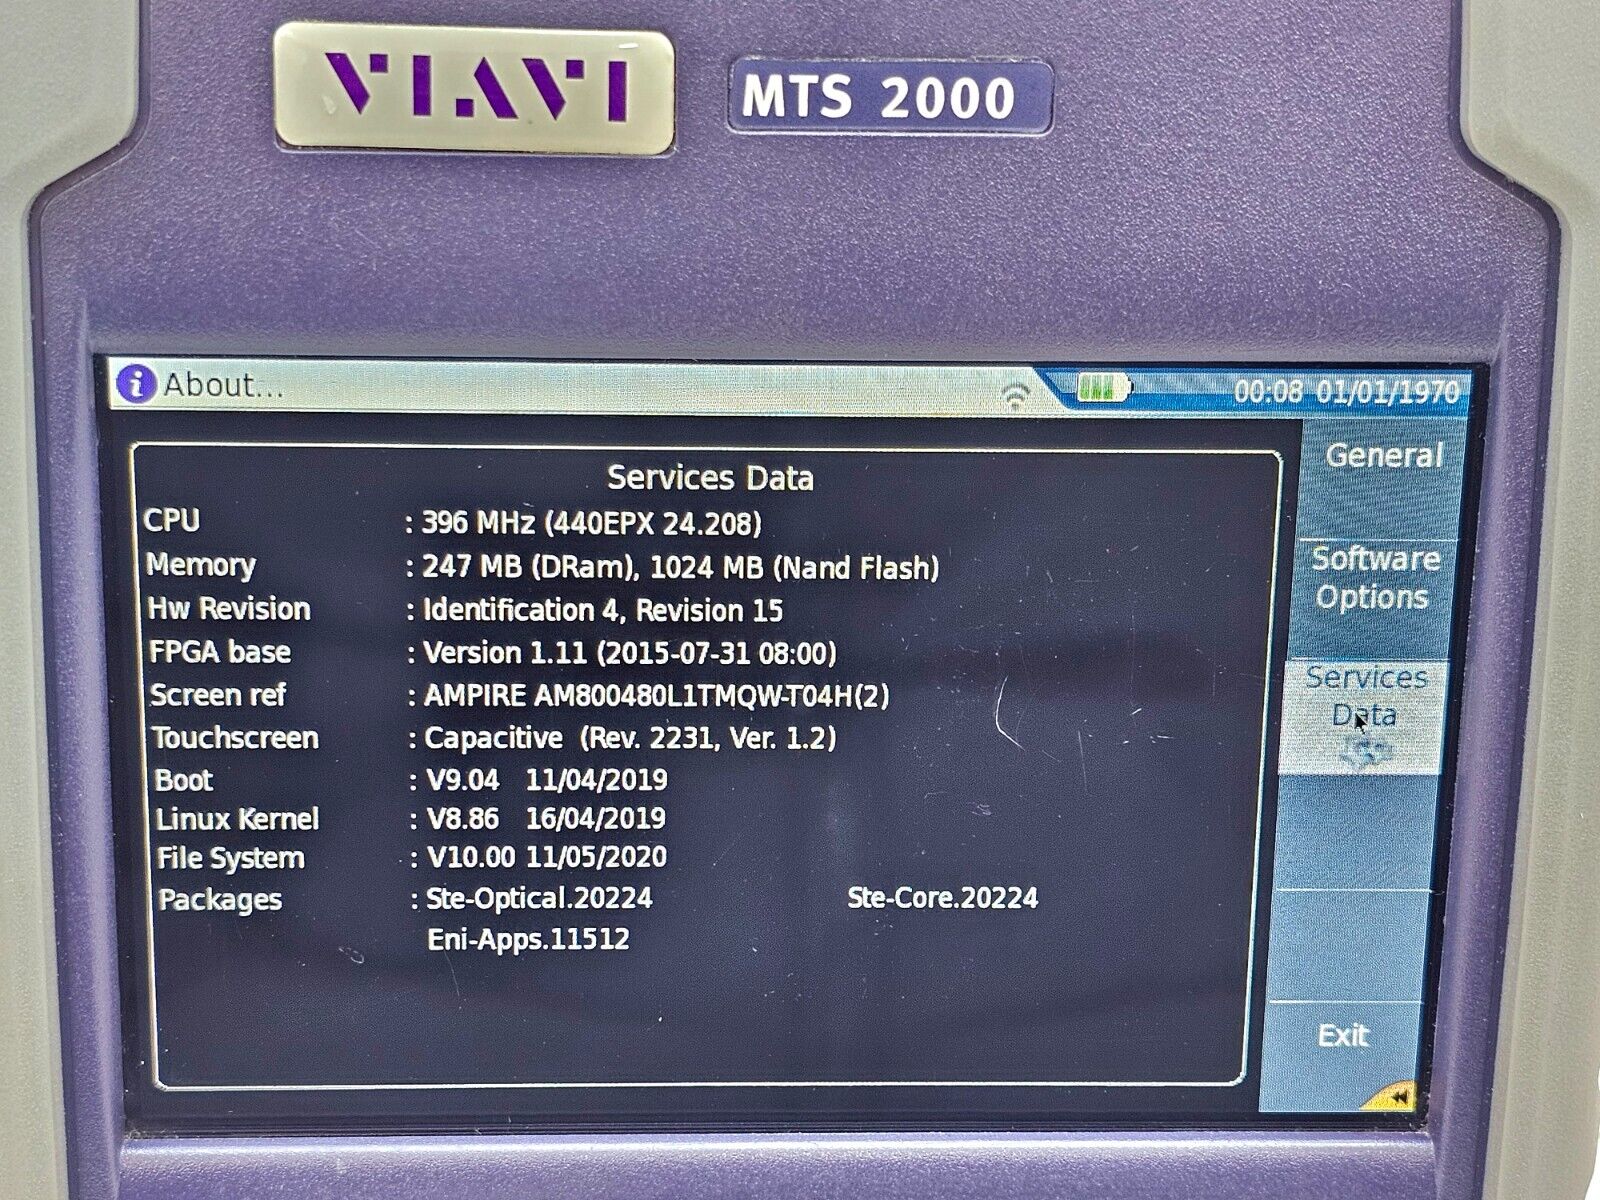 VIAVI
MTS 2000
i About...
00:08 01/01/1970
Services Data
CPU : 396 MHz (440EPX 24.208)
Memory : 247 MB (DRam), 1024 MB (Nand Flash)
Hw Revision : Identification 4, Revision 15
FPGA base : Version 1.11 (2015-07-31 08:00)
Screen ref : AMPIRE AM800480L1TMQW-T04H(2)
Touchscreen : Capacitive (Rev. 2231, Ver. 1.2)
Boot : V9.04 11/04/2019
Linux Kernel : V8.86 16/04/2019
File System : V10.00 11/05/2020
Packages : Ste-Optical.20224 Ste-Core.20224
Eni-Apps.11512
General
Software
Options
Services
Data
Exit